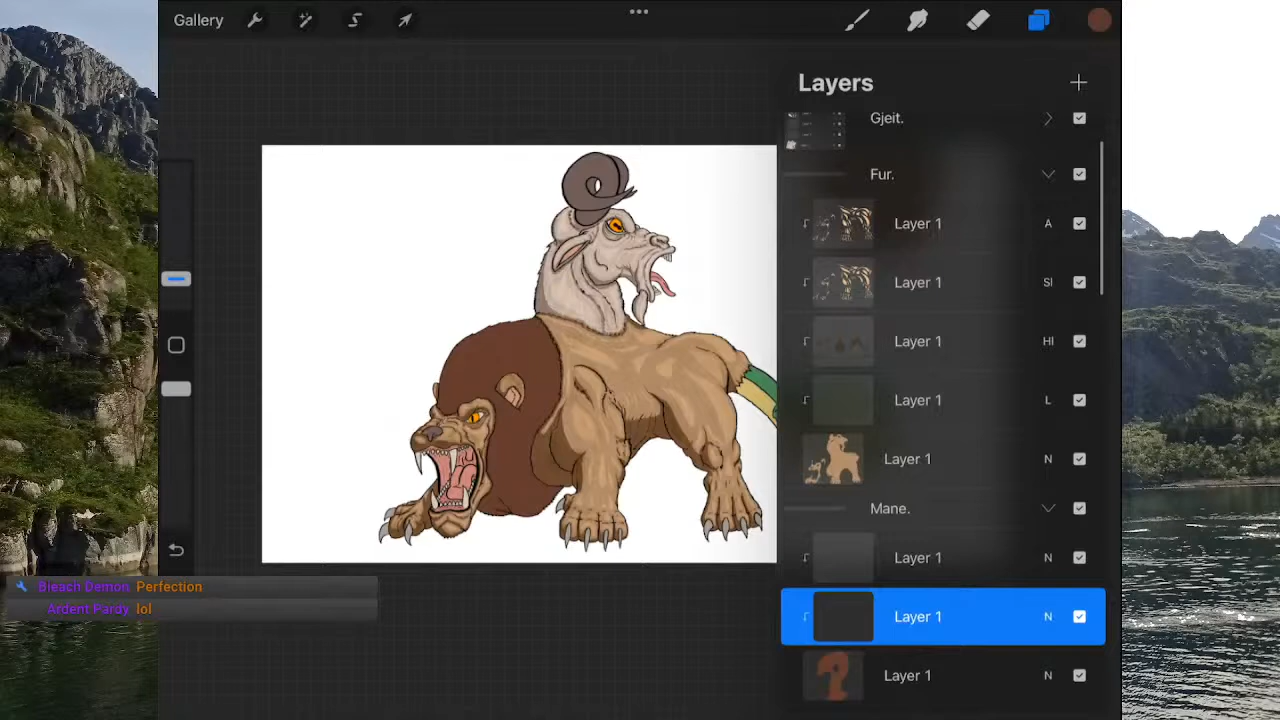 Gallery
Layers
Gjeit.
Fur.
Layer 1 A
Layer 1 Sl
Layer 1 Hl
Layer 1 L
Layer 1 N
Mane.
Layer 1 N
Layer 1 N
Layer 1 N
Bleach Demon Perfection
Ardent Pardy lol